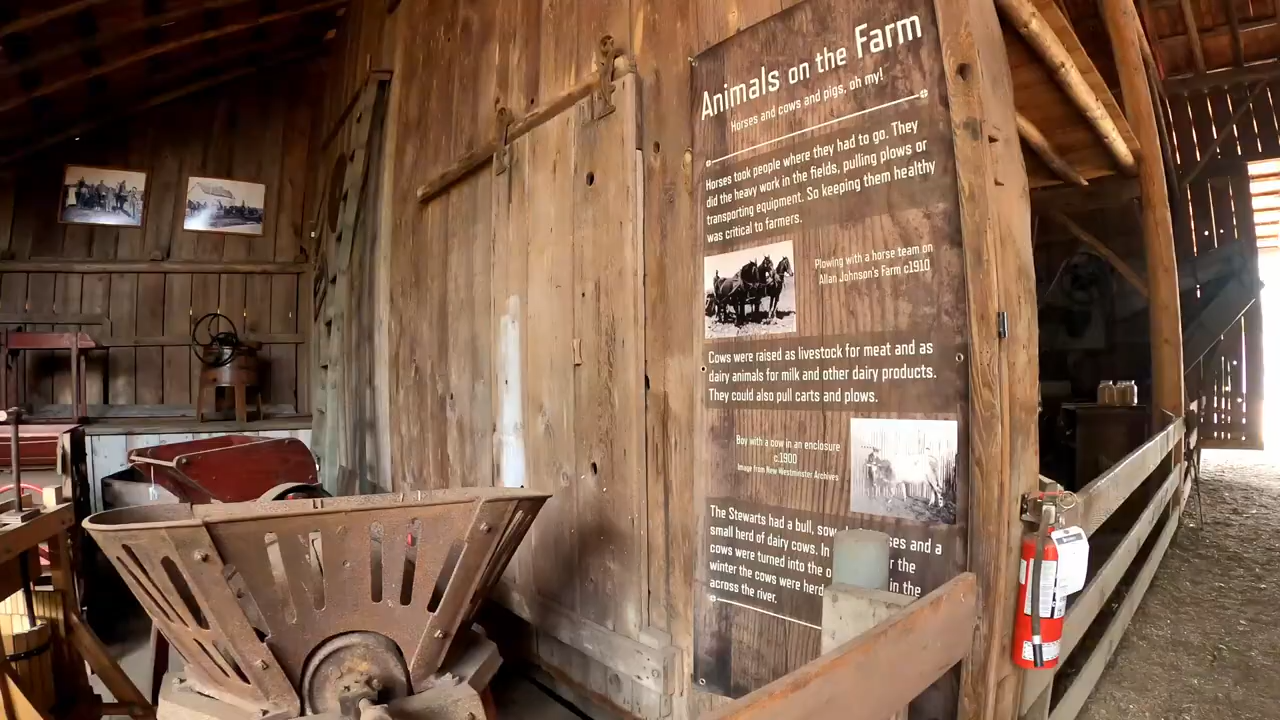 Animals on the Farm
Horses and cows and pigs, oh my!
Horses took people where they had to go. They
did the heavy work in the fields, pulling plows or
transporting equipment. So keeping them healthy
was critical to farmers.
Plowing with a horse team on
Allan Johnson's Farm c1910
Cows were raised as livestock for meat and as
dairy animals for milk and other dairy products.
They could also pull carts and plows.
Boy with a cow in an enclosure
c.1900
Image from New Westminster Archives
The Stewarts had a bull, sow and a
small herd of dairy cows. In the
cows were turned into the in the
winter the cows were herd
across the river.